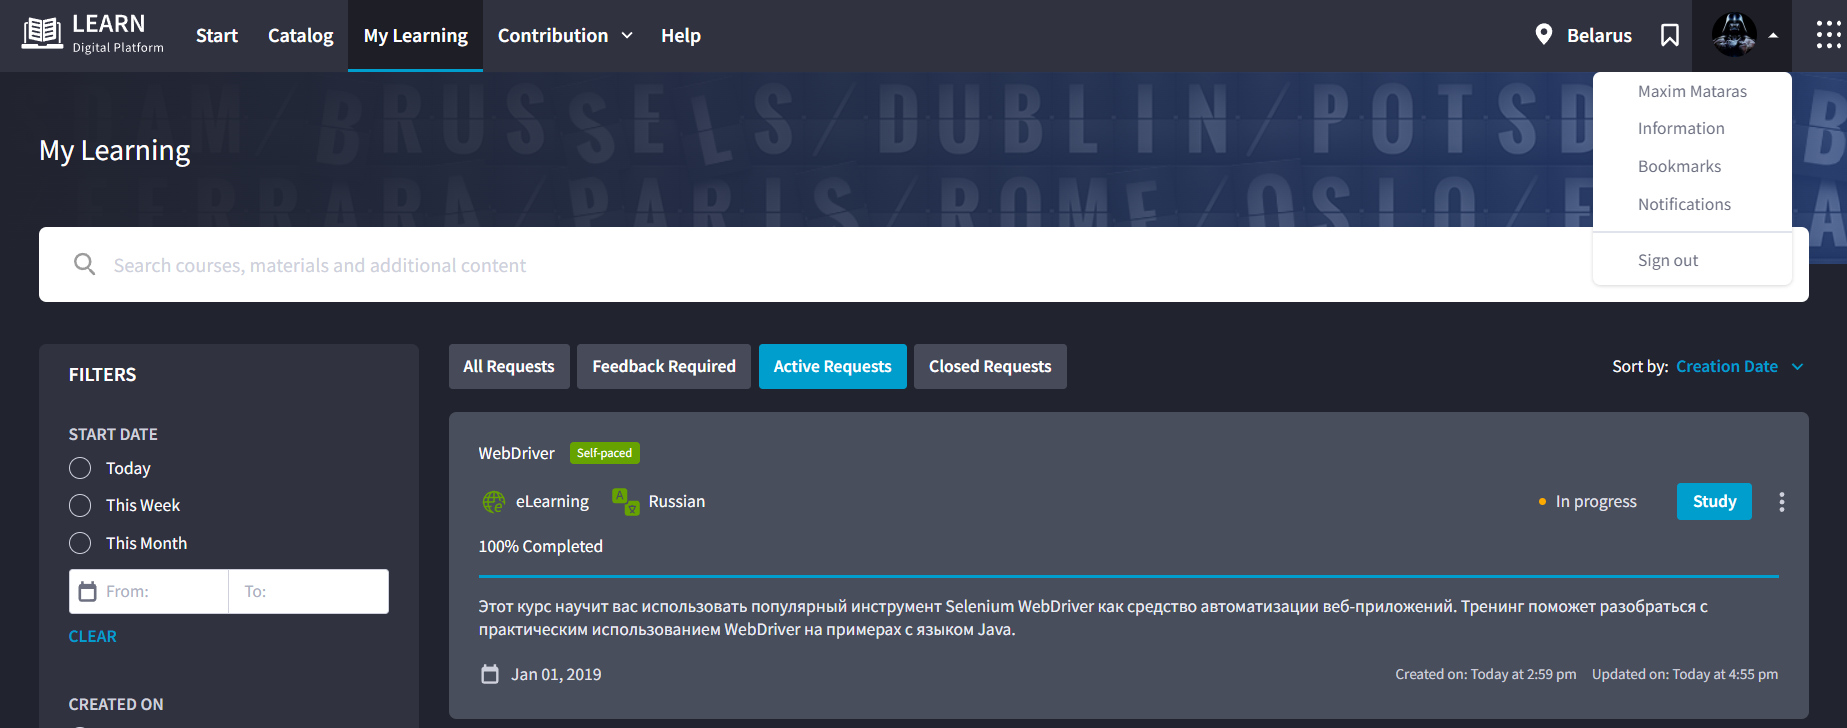 LEARN
Digital Platform
Start
Catalog
My Learning
Contribution
Help
Belarus
Maxim Mataras
Information
Bookmarks
Notifications
Sign out
AM/BRUSSELS/DUBLIN/POTSD
B
FERRARA/PARIS/ROME/OSLO/F
A
My Learning
Search courses, materials and additional content
FILTERS
START DATE
Today
This Week
This Month
From:
To:
CLEAR
CREATED ON
All Requests
Feedback Required
Active Requests
Closed Requests
Sort by: Creation Date
WebDriver
Self-paced
eLearning
Russian
In progress
Study
100% Completed
Этот курс научит вас использовать популярный инструмент Selenium WebDriver как средство автоматизации веб-приложений. Тренинг поможет разобраться с
практическим использованием WebDriver на примерах с языком Java.
Jan 01, 2019
Created on: Today at 2:59 pm
Updated on: Today at 4:55 pm